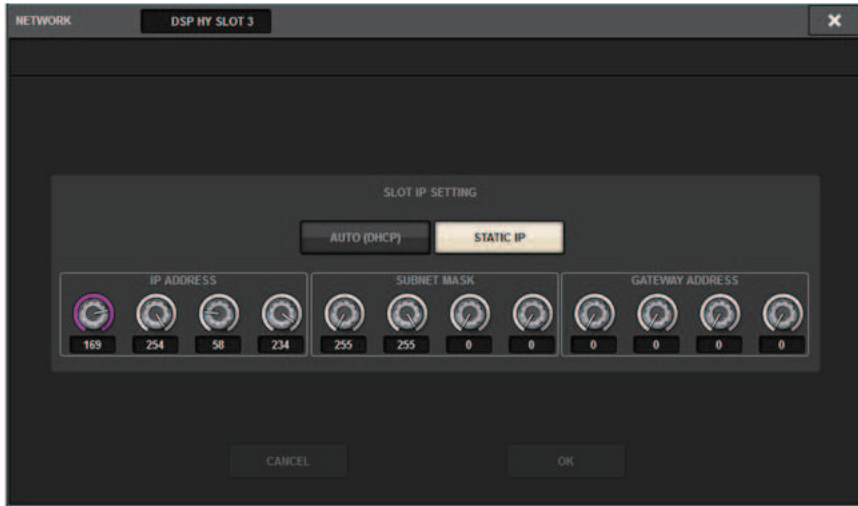 NETWORK DSP HY SLOT 3
SLOT IP SETTING
AUTO (DHCP) STATIC IP
IP ADDRESS SUBNET MASK GATEWAY ADDRESS
169 254 58 234 255 255 0 0 0 0 0 0
CANCEL OK